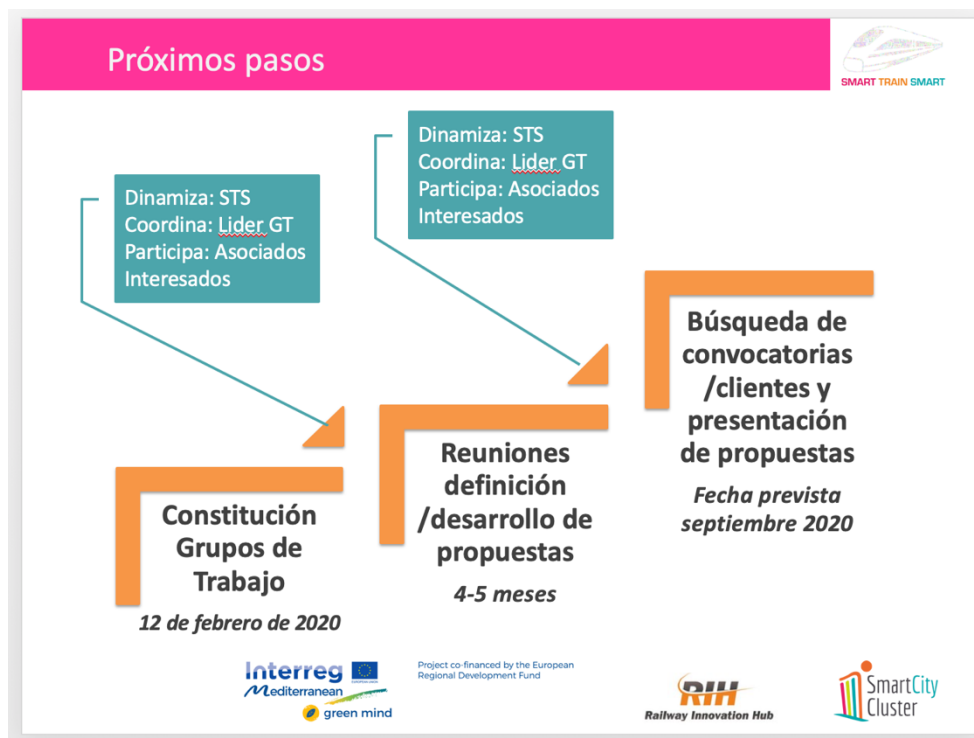 Próximos pasos
SMART TRAIN SMART
Dinamiza: STS
Coordina: Lider GT
Participa: Asociados
Interesados
Dinamiza: STS
Coordina: Lider GT
Participa: Asociados
Interesados
Constitución
Grupos de
Trabajo
12 de febrero de 2020
Reuniones
definición
/desarrollo de
propuestas
4-5 meses
Búsqueda de
convocatorias
/clientes y
presentación
de propuestas
Fecha prevista
septiembre 2020
Interreg
Mediterranean
green mind
Project co-financed by the European
Regional Development Fund
RIH
Railway Innovation Hub
SmartCity
Cluster